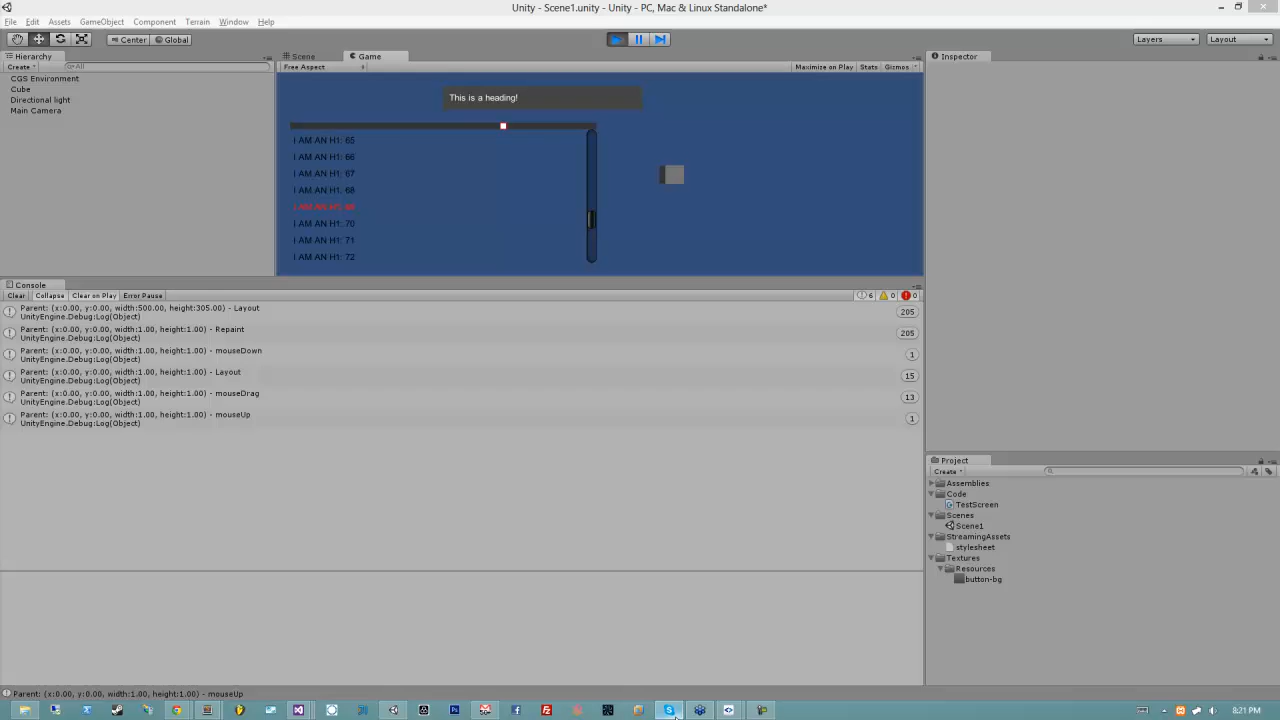 Unity - Scene1.unity - Unity - PC, Mac & Linux Standalone*
File Edit Assets GameObject Component Terrain Window Help
Center Global Layers Layout
Hierarchy Scene Game Inspector
Create All Free Aspect Maximize on Play Stats Gizmos
CGS Environment
Cube
Directional light
Main Camera
This is a heading!
I AM AN H1: 65
I AM AN H1: 66
I AM AN H1: 67
I AM AN H1: 68
I AM AN H1: 69
I AM AN H1: 70
I AM AN H1: 71
I AM AN H1: 72
Console
Clear Collapse Clear on Play Error Pause 6 0 0
Parent: (x:0.00, y:0.00, width:500.00, height:305.00) - Layout
UnityEngine.Debug:Log(Object)
205
Parent: (x:0.00, y:0.00, width:1.00, height:1.00) - Repaint
UnityEngine.Debug:Log(Object)
205
Parent: (x:0.00, y:0.00, width:1.00, height:1.00) - mouseDown
UnityEngine.Debug:Log(Object)
1
Parent: (x:0.00, y:0.00, width:1.00, height:1.00) - Layout
UnityEngine.Debug:Log(Object)
15
Parent: (x:0.00, y:0.00, width:1.00, height:1.00) - mouseDrag
UnityEngine.Debug:Log(Object)
13
Parent: (x:0.00, y:0.00, width:1.00, height:1.00) - mouseUp
UnityEngine.Debug:Log(Object)
1
Project
Create
Assemblies
Code
TestScreen
Scenes
Scene1
StreamingAssets
stylesheet
Textures
Resources
button-bg
Parent: (x:0.00, y:0.00, width:1.00, height:1.00) - mouseUp
8:21 PM